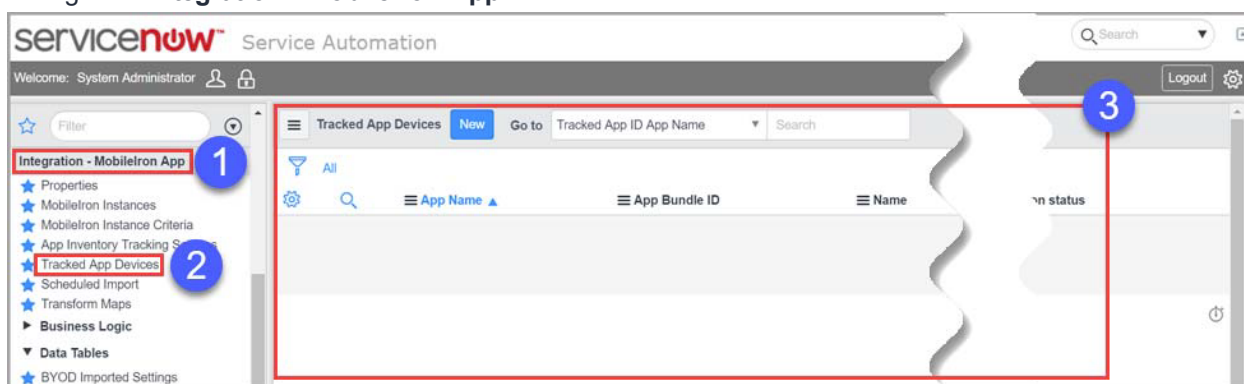 servicenow™ Service Automation
Search
Welcome: System Administrator
Logout
Filter
Tracked App Devices New Go to Tracked App ID App Name Search
3
Integration - MobileIron App
1
All
Properties
MobileIron Instances
App Name App Bundle ID Name on status
MobileIron Instance Criteria
App Inventory Tracking
Tracked App Devices
2
Scheduled Import
Transform Maps
Business Logic
Data Tables
BYOD Imported Settings